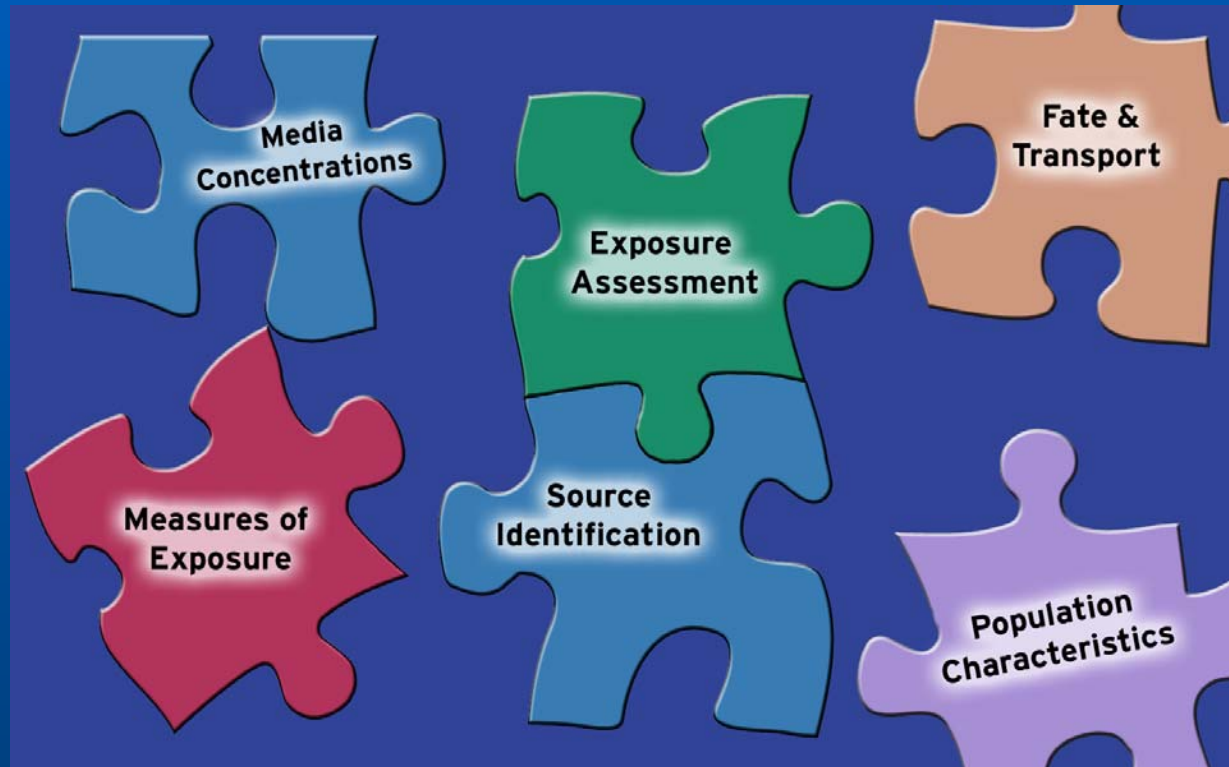 Media
Concentrations
Exposure
Assessment
Fate &
Transport
Measures of
Exposure
Source
Identification
Population
Characteristics